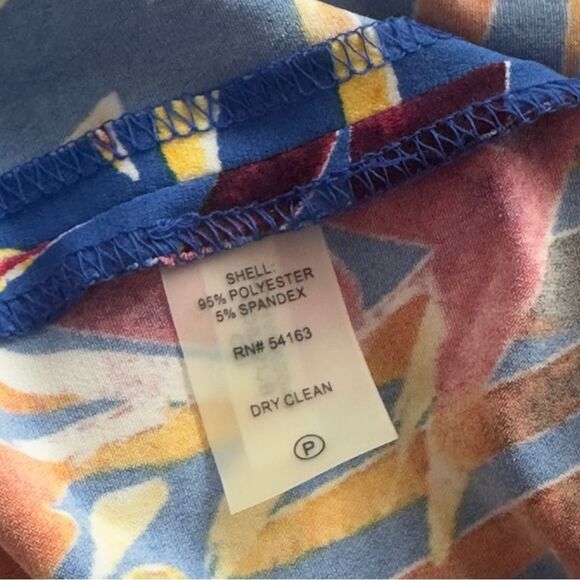 SHELL:
95% POLYESTER
5% SPANDEX
RN# 54163
DRY CLEAN
P